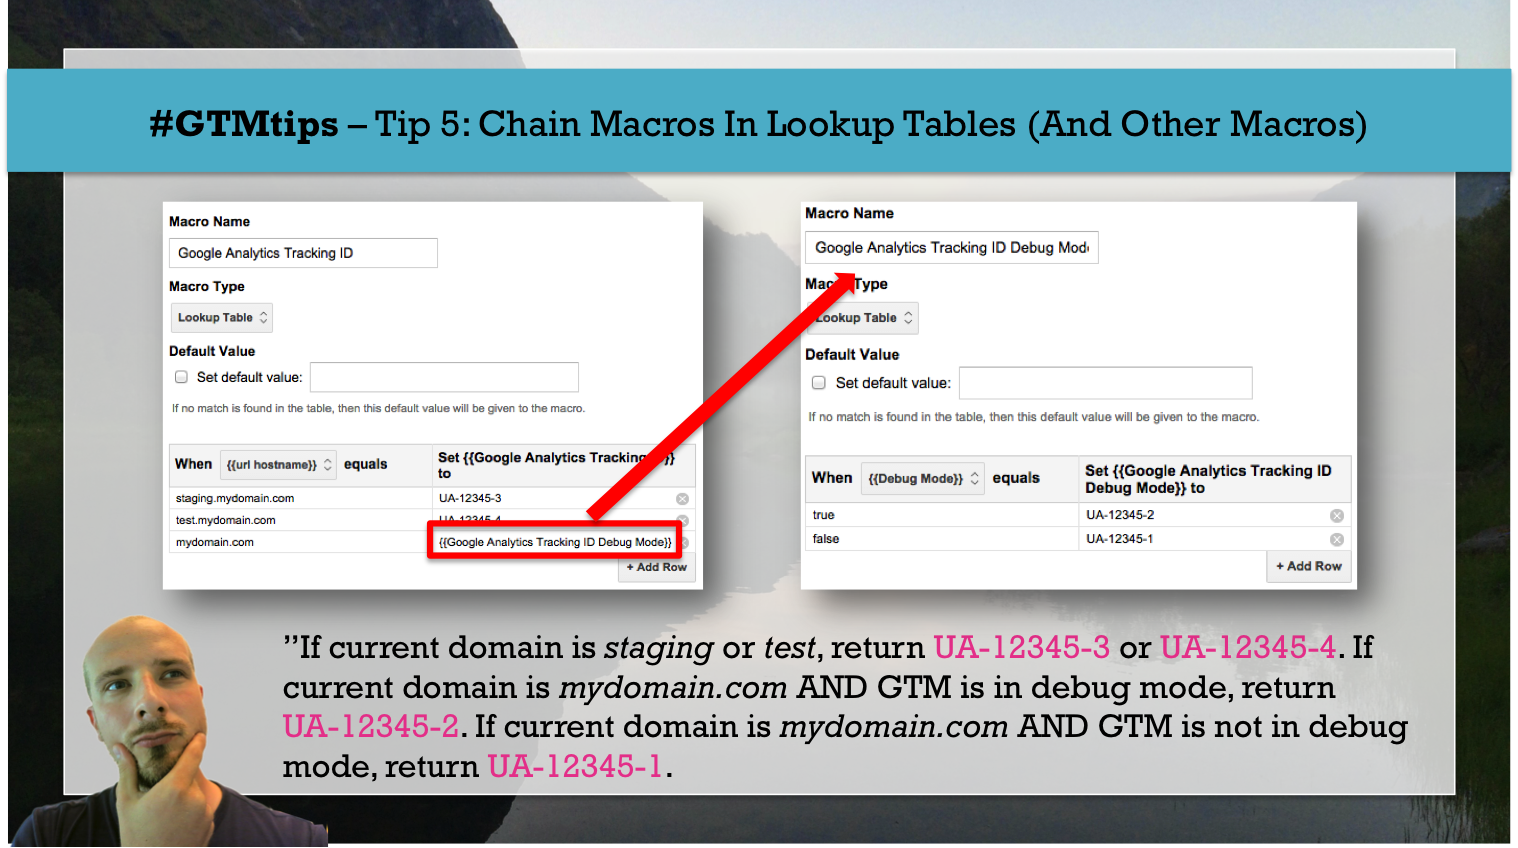 #GTMtips – Tip 5: Chain Macros In Lookup Tables (And Other Macros)
Macro Name
Google Analytics Tracking ID
Macro Type
Lookup Table
Default Value
Set default value:
If no match is found in the table, then this default value will be given to the macro.
When {{url hostname}} equals
Set {{Google Analytics Tracking }}
to
staging.mydomain.com UA-12345-3
test.mydomain.com UA-12345-4
mydomain.com {{Google Analytics Tracking ID Debug Mode}}
+ Add Row
Macro Name
Google Analytics Tracking ID Debug Mod
Macro Type
Lookup Table
Default Value
Set default value:
If no match is found in the table, then this default value will be given to the macro.
When {{Debug Mode}} equals
Set {{Google Analytics Tracking ID
Debug Mode}} to
true UA-12345-2
false UA-12345-1
+ Add Row
”If current domain is staging or test, return UA-12345-3 or UA-12345-4. If
current domain is mydomain.com AND GTM is in debug mode, return
UA-12345-2. If current domain is mydomain.com AND GTM is not in debug
mode, return UA-12345-1.